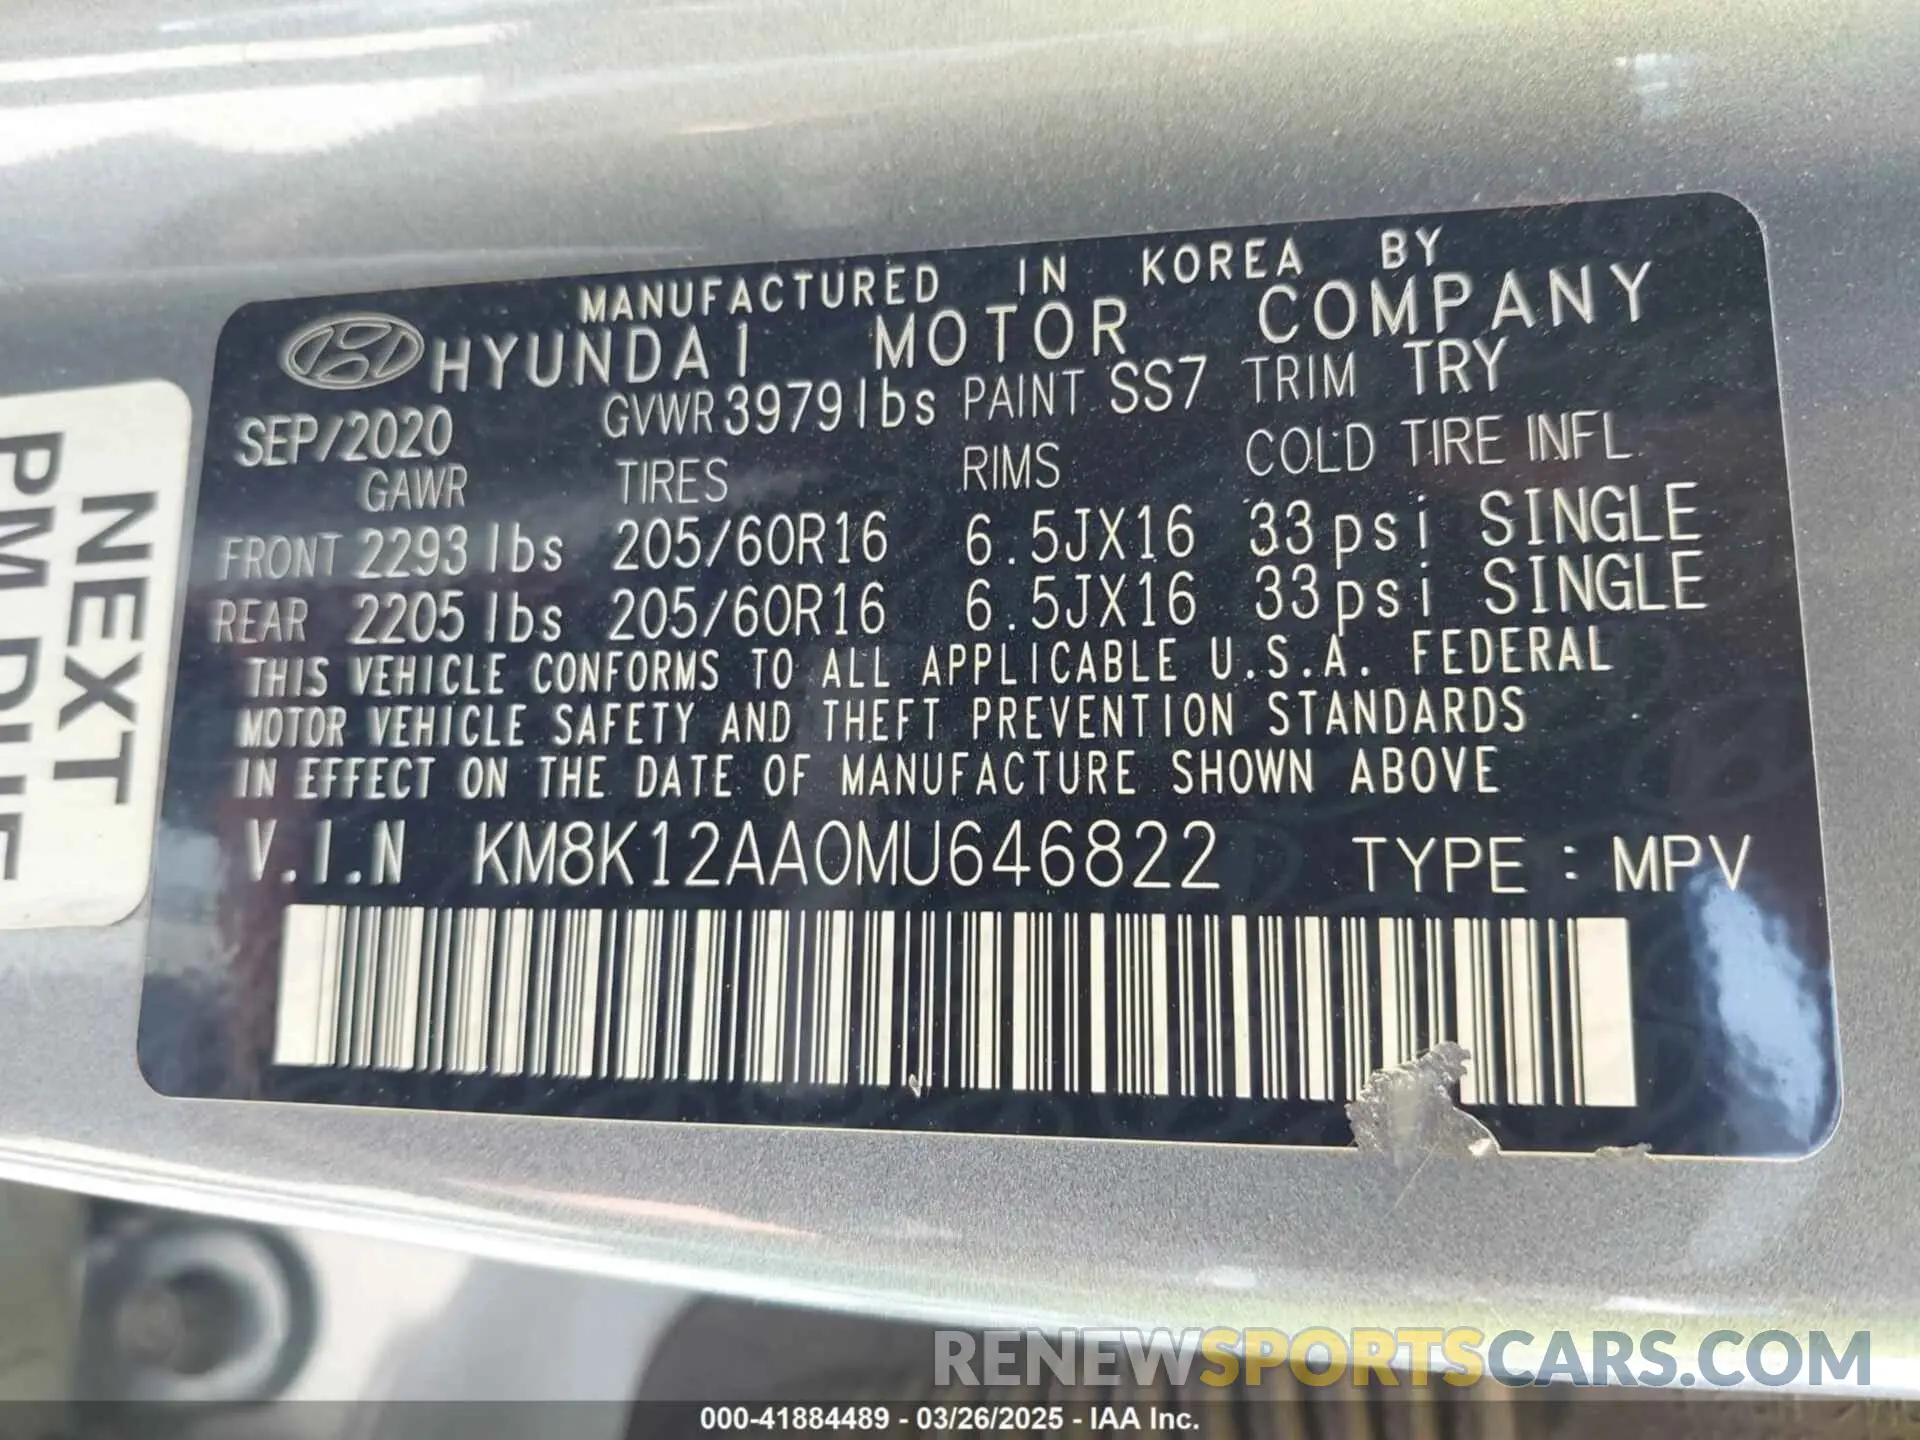 MANUFACTURED IN KOREA BY
HYUNDAI MOTOR COMPANY
SEP/2020 GVWR 3979lbs PAINT SS7 TRIM TRY
GAWR TIRES RIMS COLD TIRE INFL.
FRONT 2293 lbs 205/60R16 6.5JX16 33psi SINGLE
REAR 2205 lbs 205/60R16 6.5JX16 33psi SINGLE
THIS VEHICLE CONFORMS TO ALL APPLICABLE U.S.A. FEDERAL
MOTOR VEHICLE SAFETY AND THEFT PREVENTION STANDARDS
IN EFFECT ON THE DATE OF MANUFACTURE SHOWN ABOVE
V.I.N KM8K12AA0MU646822 TYPE : MPV
NEXT
PM DUE
RENEWSPORTSCARS.COM
000-41884489 - 03/26/2025 - IAA Inc.